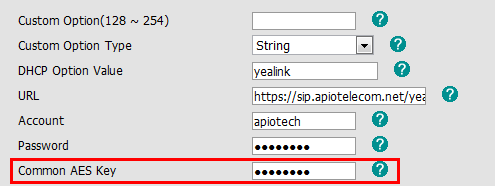 Custom Option(128 ~ 254) ?
Custom Option Type String ?
DHCP Option Value yealink ?
URL https://sip.apiotelecom.net/yea ?
Account apiotech ?
Password ●●●●●●●● ?
Common AES Key ●●●●●●●● ?